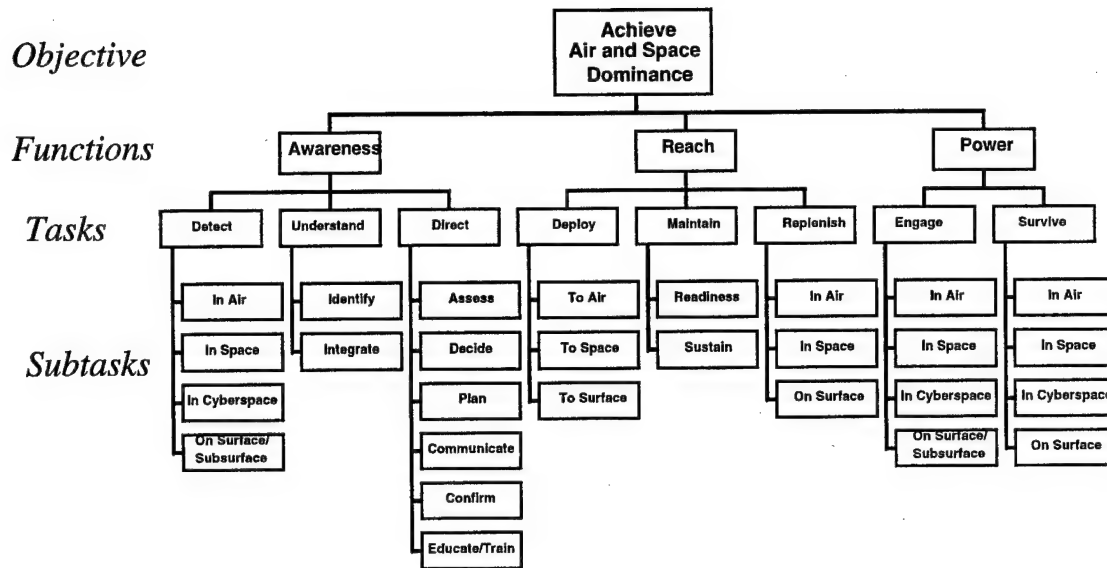 Achieve
Air and Space
Dominance
Objective
Functions
Awareness
Reach
Power
Tasks
Detect
Understand
Direct
Deploy
Maintain
Replenish
Engage
Survive
Subtasks
In Air
In Space
In Cyberspace
On Surface/
Subsurface
Identify
Integrate
Assess
Decide
Plan
Communicate
Confirm
Educate/Train
To Air
To Space
To Surface
Readiness
Sustain
In Air
In Space
On Surface
In Air
In Space
In Cyberspace
On Surface/
Subsurface
In Air
In Space
In Cyberspace
On Surface